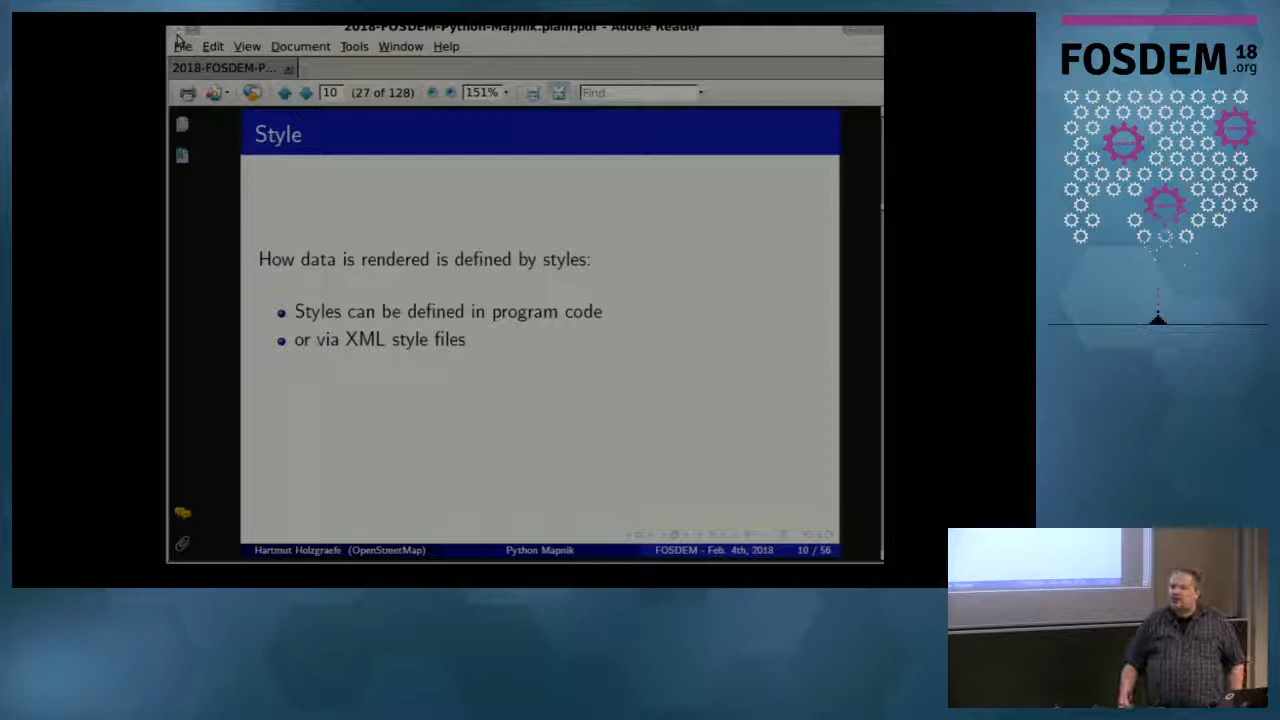 2018-FOSDEM-Python-Mapnik.plain.pdf - Adobe Reader
File Edit View Document Tools Window Help
2018-FOSDEM-P...
10 (27 of 128) 151% Find
Style
How data is rendered is defined by styles:
Styles can be defined in program code
or via XML style files
Hartmut Holzgraefe (OpenStreetMap) Python Mapnik FOSDEM - Feb. 4th, 2018 10 / 56
FOSDEM 18
.org